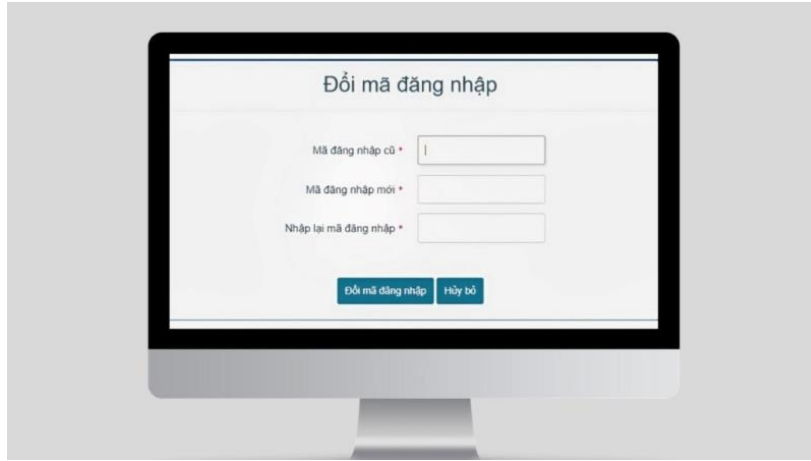 Đổi mã đăng nhập
Mã đăng nhập cũ *
Mã đăng nhập mới *
Nhập lại mã đăng nhập *
Đổi mã đăng nhập Hủy bỏ